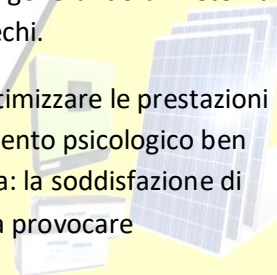 echi.
timizzare le prestazioni
ento psicologico ben
a: la soddisfazione di
a provocare